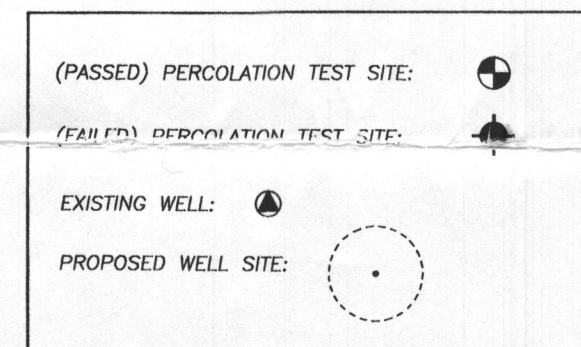 (PASSED) PERCOLATION TEST SITE:
(FAILED) PERCOLATION TEST SITE:
EXISTING WELL:
PROPOSED WELL SITE: